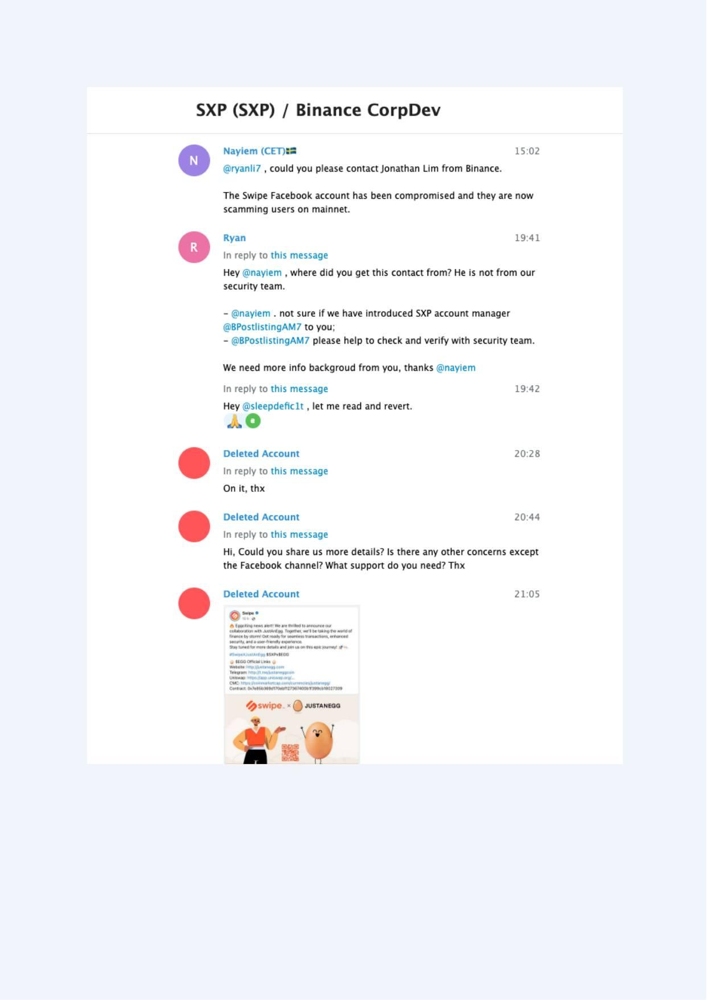 SXP (SXP) / Binance CorpDev
N
Nayiem (CET)🇸🇪
15:02
@ryanli7 , could you please contact Jonathan Lim from Binance.
The Swipe Facebook account has been compromised and they are now
scamming users on mainnet.
R
Ryan
19:41
In reply to this message
Hey @nayiem , where did you get this contact from? He is not from our
security team.
- @nayiem . not sure if we have introduced SXP account manager
@BPostlistingAM7 to you;
- @BPostlistingAM7 please help to check and verify with security team.
We need more info backgroud from you, thanks @nayiem
In reply to this message
19:42
Hey @sleepdefic1t , let me read and revert.
Deleted Account
20:28
In reply to this message
On it, thx
Deleted Account
20:44
In reply to this message
Hi, Could you share us more details? Is there any other concerns except
the Facebook channel? What support do you need? Thx
Deleted Account
21:05
Swipe
🔥 Eggciting news alert! We are thrilled to announce our
collaboration with JustAnEgg. Together, we'll be taking the world of
finance by storm! Get ready for seamless transactions, enhanced
security, and a user-friendly experience.
Stay tuned for more details and join us on this epic journey! 🚀
#SwipeXJustAnEgg $SXPx$EGG
$EGG Official Links
Website: http://justanegg.com
Telegram: http://t.me/justaneggcoin
Uniswap: https://app.uniswap.org/...
CMC: https://coinmarketcap.com/currencies/justanegg/
Contract:
swipe × JUSTANEGG